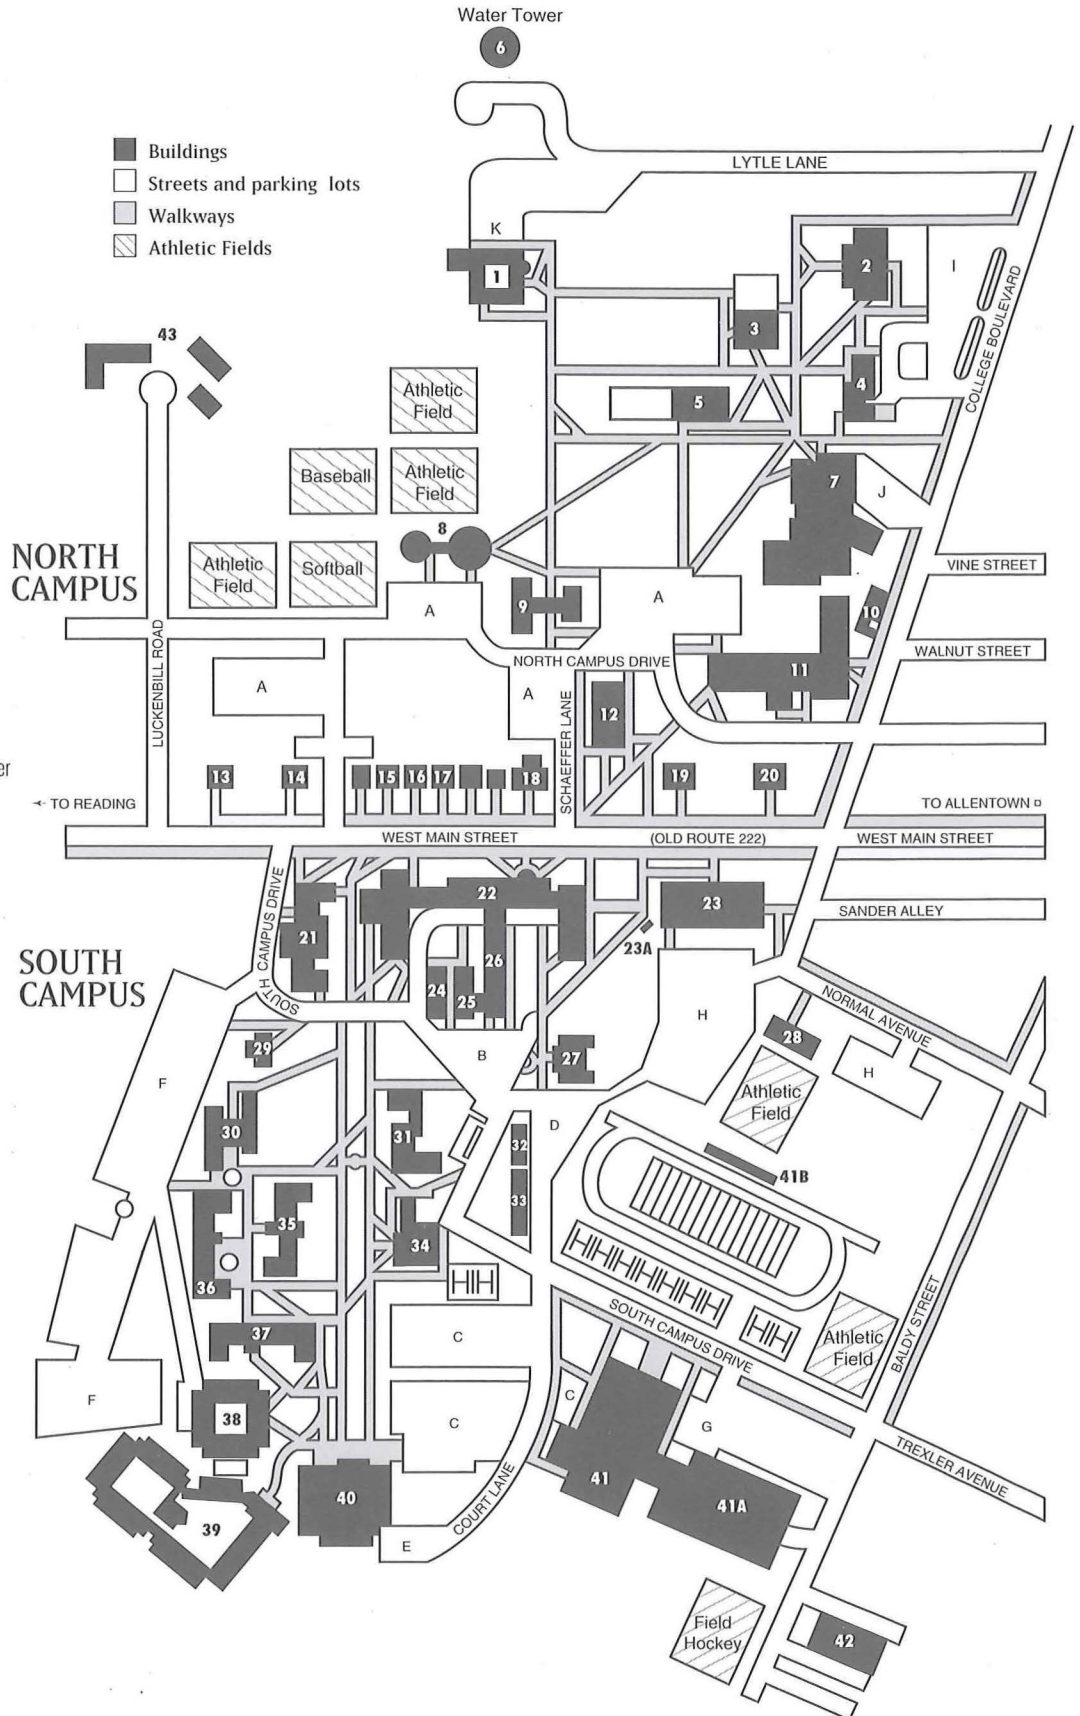 Water Tower
6
Buildings
Streets and parking lots
Walkways
Athletic Fields
LYTLE LANE
K
1
2
I
3
COLLEGE BOULEVARD
43
4
5
Athletic
Field
Baseball
Athletic
Field
7
J
8
NORTH
CAMPUS
Athletic
Field
Softball
VINE STREET
A
9
A
10
LUCKENBILL ROAD
NORTH CAMPUS DRIVE
WALNUT STREET
11
A
A
SCHAEFFER LANE
12
13
14
15
16
17
18
19
20
TO READING
TO ALLENTOWN
WEST MAIN STREET
(OLD ROUTE 222)
WEST MAIN STREET
SOUTH CAMPUS DRIVE
22
23
SANDER ALLEY
21
23A
SOUTH
CAMPUS
26
24
25
SOUTH
NORMAL AVENUE
H
28
29
B
27
H
F
Athletic
Field
30
31
D
32
41B
33
35
34
36
BALDY STREET
SOUTH CAMPUS DRIVE
37
C
Athletic
Field
F
C
38
C
G
TREXLER AVENUE
41
40
41A
COURT LANE
39
E
Field
Hockey
42